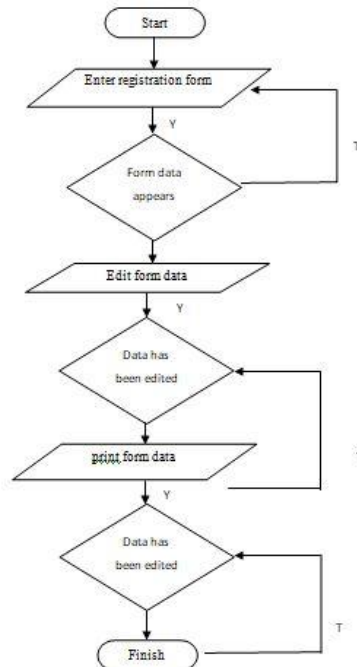 Start
Enter registration form
Y
T
Form data
appears
Edit form data
Y
Data has
been edited
print form data
Y
Data has
been edited
T
Finish